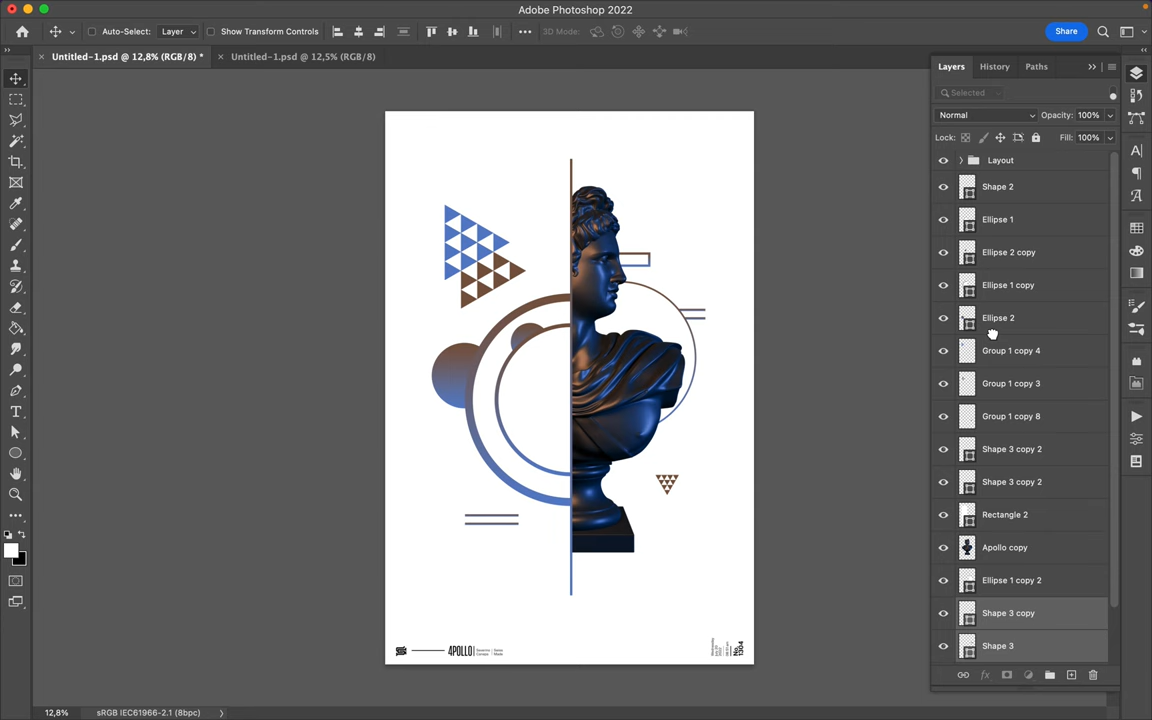 Adobe Photoshop 2022
Auto-Select: Layer Show Transform Controls 3D Mode: Share
Untitled-1.psd @ 12,8% (RGB/8) * Untitled-1.psd @ 12,5% (RGB/8)
Layers History Paths
Selected
Normal Opacity: 100%
Lock: Fill: 100%
Layout
Shape 2
Ellipse 1
Ellipse 2 copy
Ellipse 1 copy
Ellipse 2
Group 1 copy 4
Group 1 copy 3
Group 1 copy 8
Shape 3 copy 2
Shape 3 copy 2
Rectangle 2
Apollo copy
Ellipse 1 copy 2
Shape 3 copy
Shape 3
4POLLO
No. 1304
12,8% sRGB IEC61966-2.1 (8bpc)